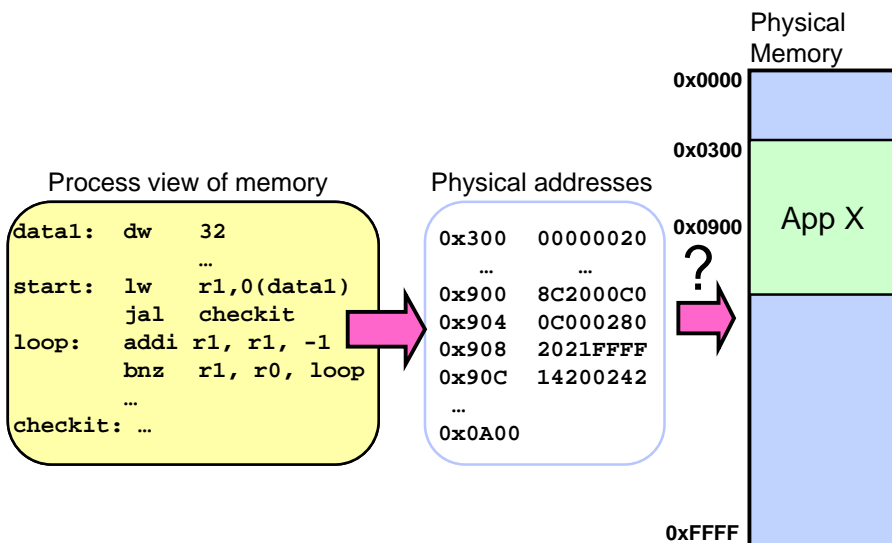 Physical
Memory
0x0000
0x0300
0x0900
App X
0xFFFF
Process view of memory
data1: dw 32
…
start: lw r1,0(data1)
jal checkit
loop: addi r1, r1, -1
bnz r1, r0, loop
…
checkit: …
Physical addresses
0x300 00000020
… …
0x900 8C2000C0
0x904 0C000280
0x908 2021FFFF
0x90C 14200242
…
0x0A00
?